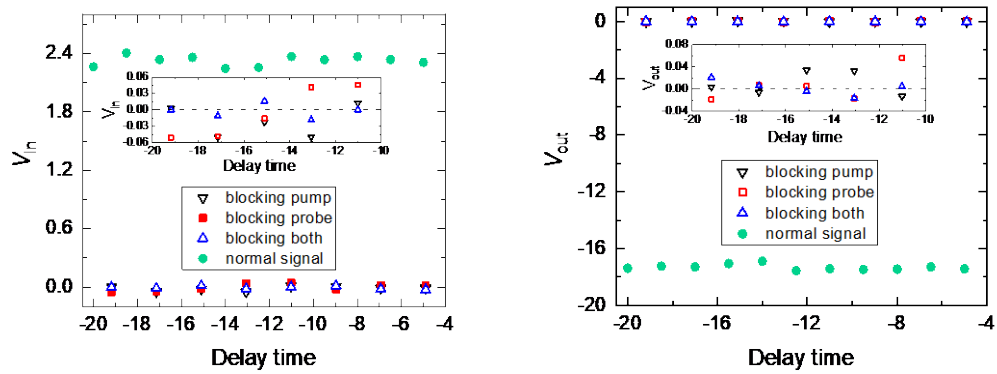 2.4
1.8
1.2
0.6
0.0
V_in
-20 -18 -16 -14 -12 -10 -8 -6 -4
Delay time
0.06
0.03
0.00
-0.03
-0.06
V_in
-20 -18 -16 -14 -12 -10
Delay time
blocking pump
blocking probe
blocking both
normal signal
0
-4
-8
-12
-16
-20
V_out
-20 -18 -16 -14 -12 -10 -8 -6 -4
Delay time
0.08
0.04
0.00
-0.04
V_out
-20 -18 -16 -14 -12 -10
Delay time
blocking pump
blocking probe
blocking both
normal signal